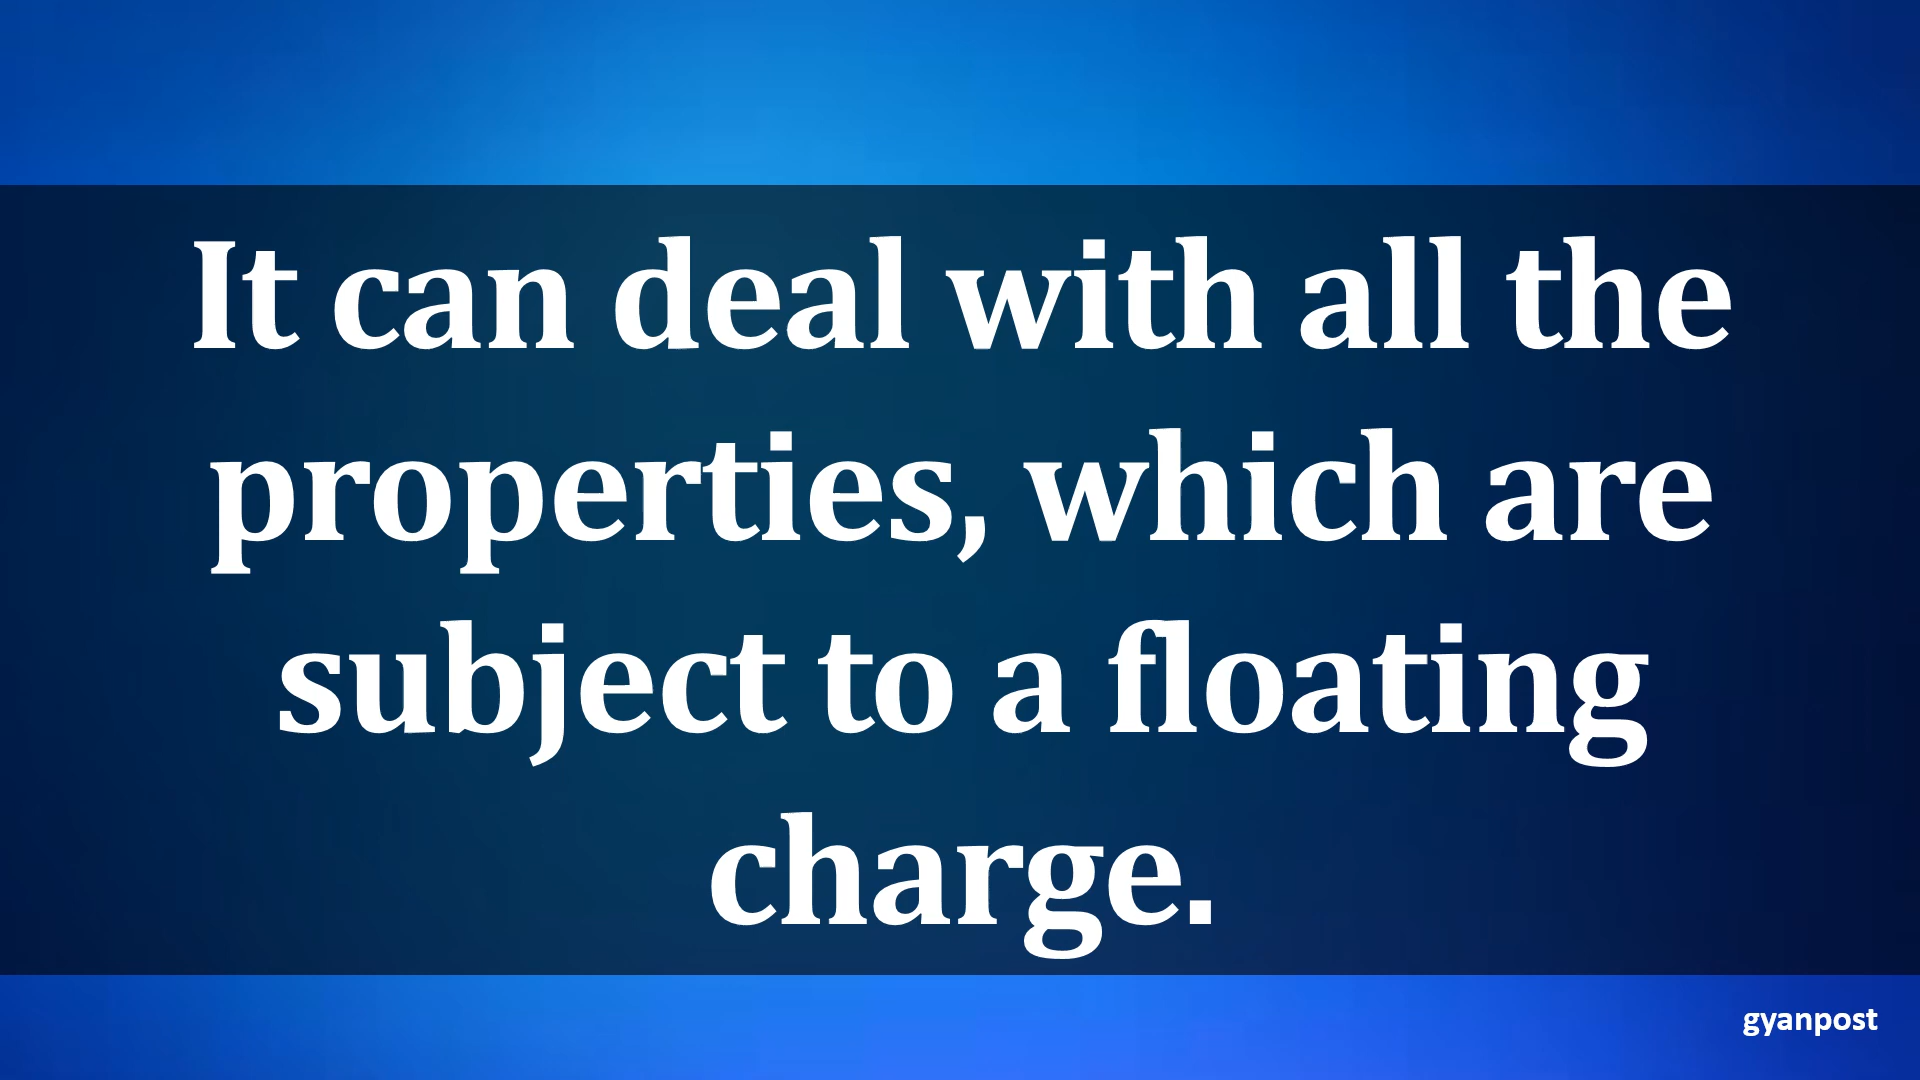 It can deal with all the
properties, which are
subject to a floating
charge.
gyanpost